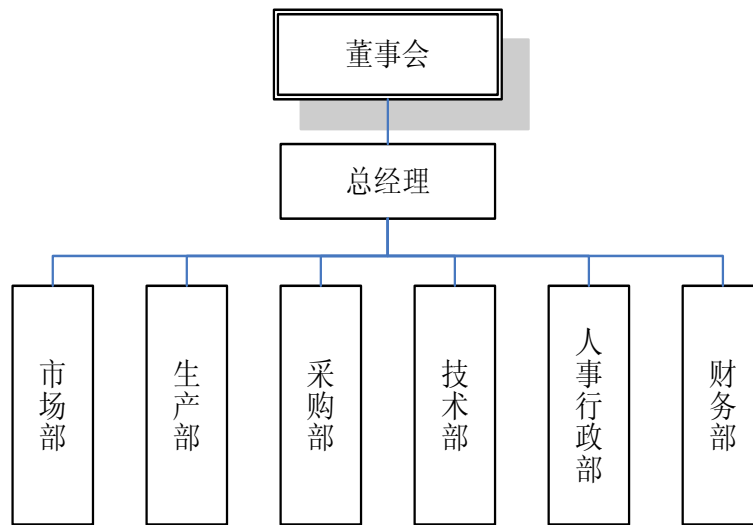 董事会
总经理
市场部
生产部
采购部
技术部
人事行政部
财务部